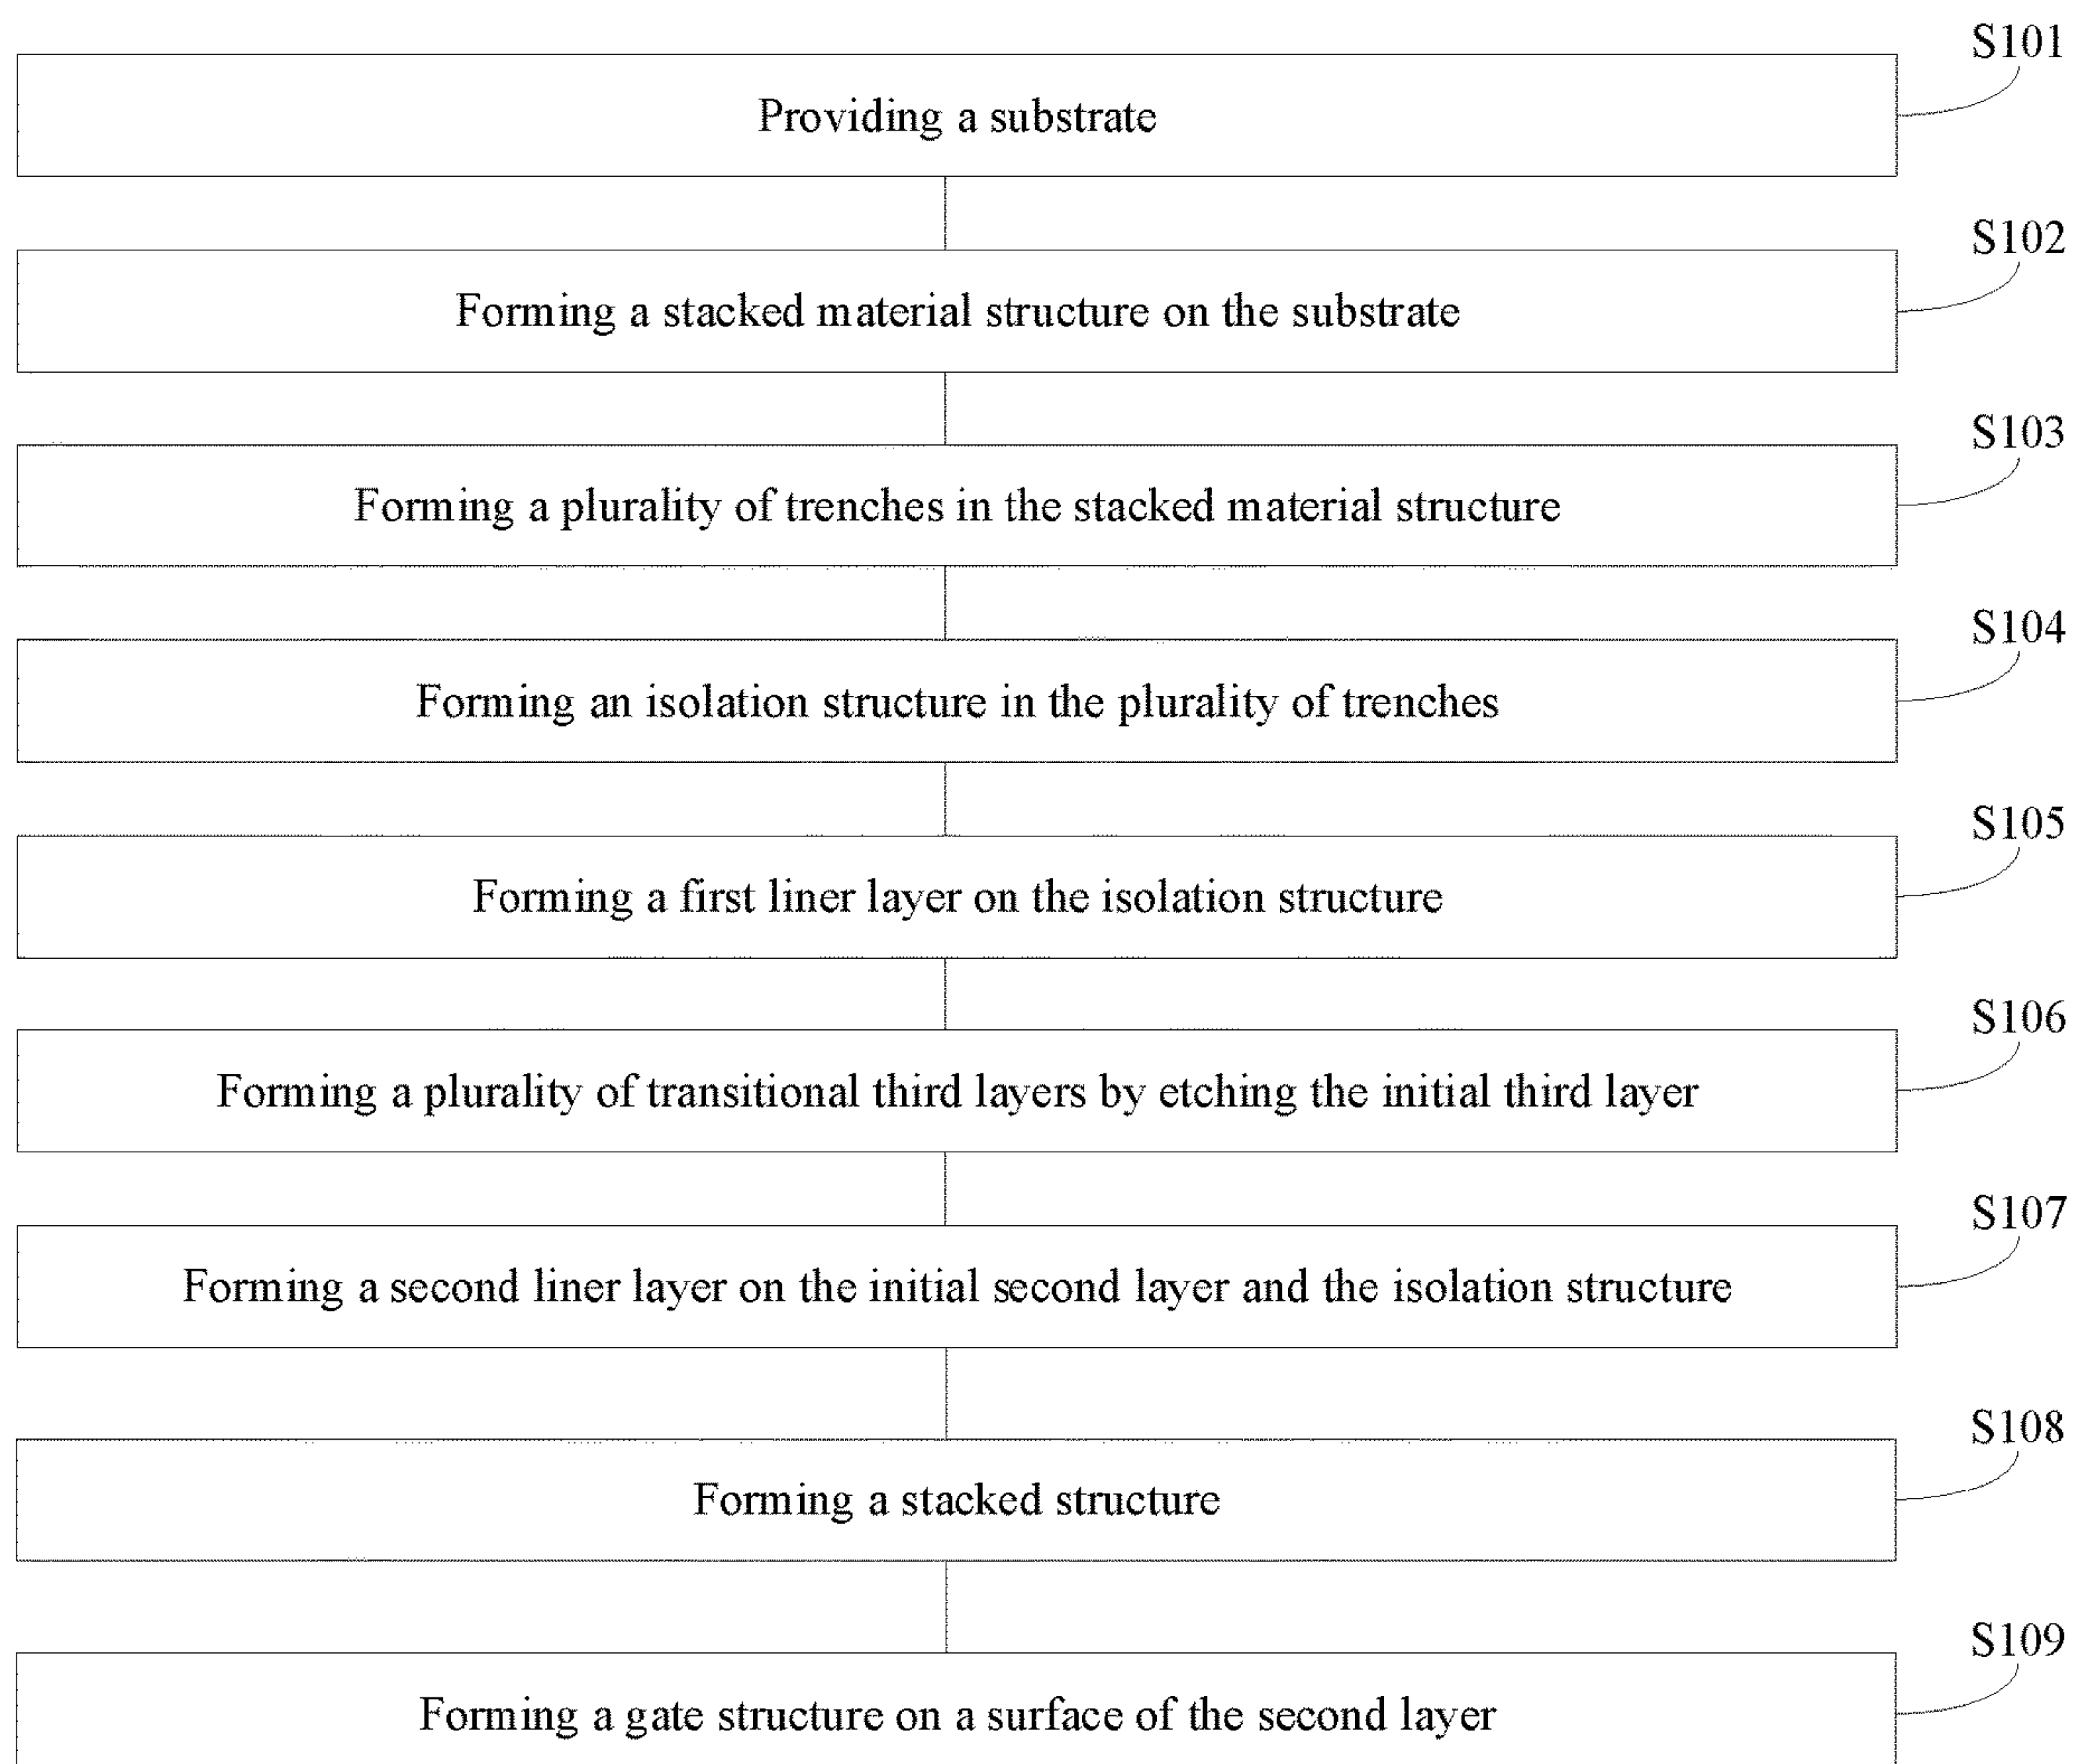 S101
Providing a substrate
S102
Forming a stacked material structure on the substrate
S103
Forming a plurality of trenches in the stacked material structure
S104
Forming an isolation structure in the plurality of trenches
S105
Forming a first liner layer on the isolation structure
S106
Forming a plurality of transitional third layers by etching the initial third layer
S107
Forming a second liner layer on the initial second layer and the isolation structure
S108
Forming a stacked structure
S109
Forming a gate structure on a surface of the second layer